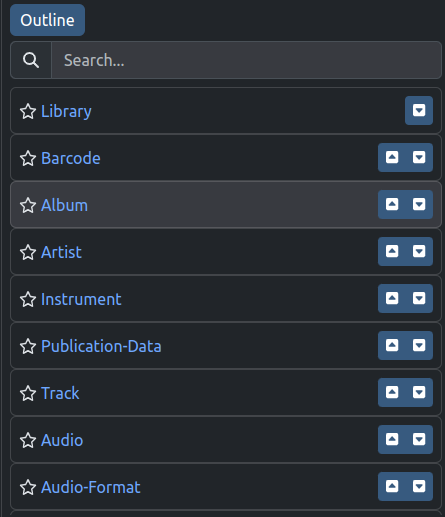 Outline
Search...
Library
Barcode
Album
Artist
Instrument
Publication-Data
Track
Audio
Audio-Format